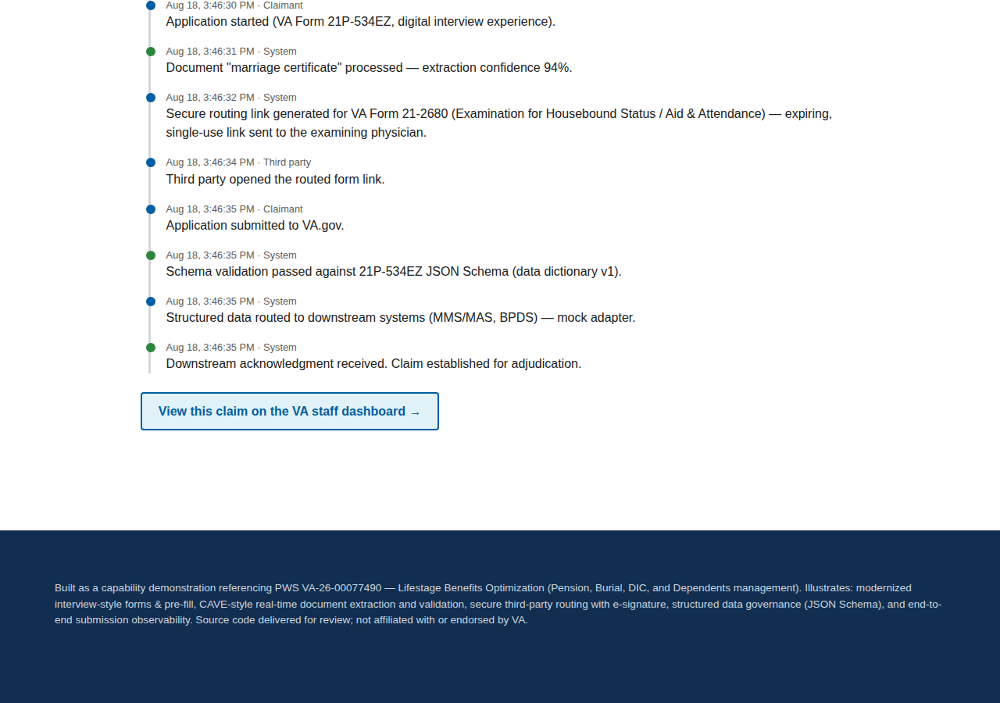 Aug 18, 3:46:30 PM · Claimant
Application started (VA Form 21P-534EZ, digital interview experience).
Aug 18, 3:46:31 PM · System
Document "marriage certificate" processed — extraction confidence 94%.
Aug 18, 3:46:32 PM · System
Secure routing link generated for VA Form 21-2680 (Examination for Housebound Status / Aid & Attendance) — expiring,
single-use link sent to the examining physician.
Aug 18, 3:46:34 PM · Third party
Third party opened the routed form link.
Aug 18, 3:46:35 PM · Claimant
Application submitted to VA.gov.
Aug 18, 3:46:35 PM · System
Schema validation passed against 21P-534EZ JSON Schema (data dictionary v1).
Aug 18, 3:46:35 PM · System
Structured data routed to downstream systems (MMS/MAS, BPDS) — mock adapter.
Aug 18, 3:46:35 PM · System
Downstream acknowledgment received. Claim established for adjudication.
View this claim on the VA staff dashboard →
Built as a capability demonstration referencing PWS VA-26-00077490 — Lifestage Benefits Optimization (Pension, Burial, DIC, and Dependents management). Illustrates: modernized
interview-style forms & pre-fill, CAVE-style real-time document extraction and validation, secure third-party routing with e-signature, structured data governance (JSON Schema), and end-to-
end submission observability. Source code delivered for review; not affiliated with or endorsed by VA.